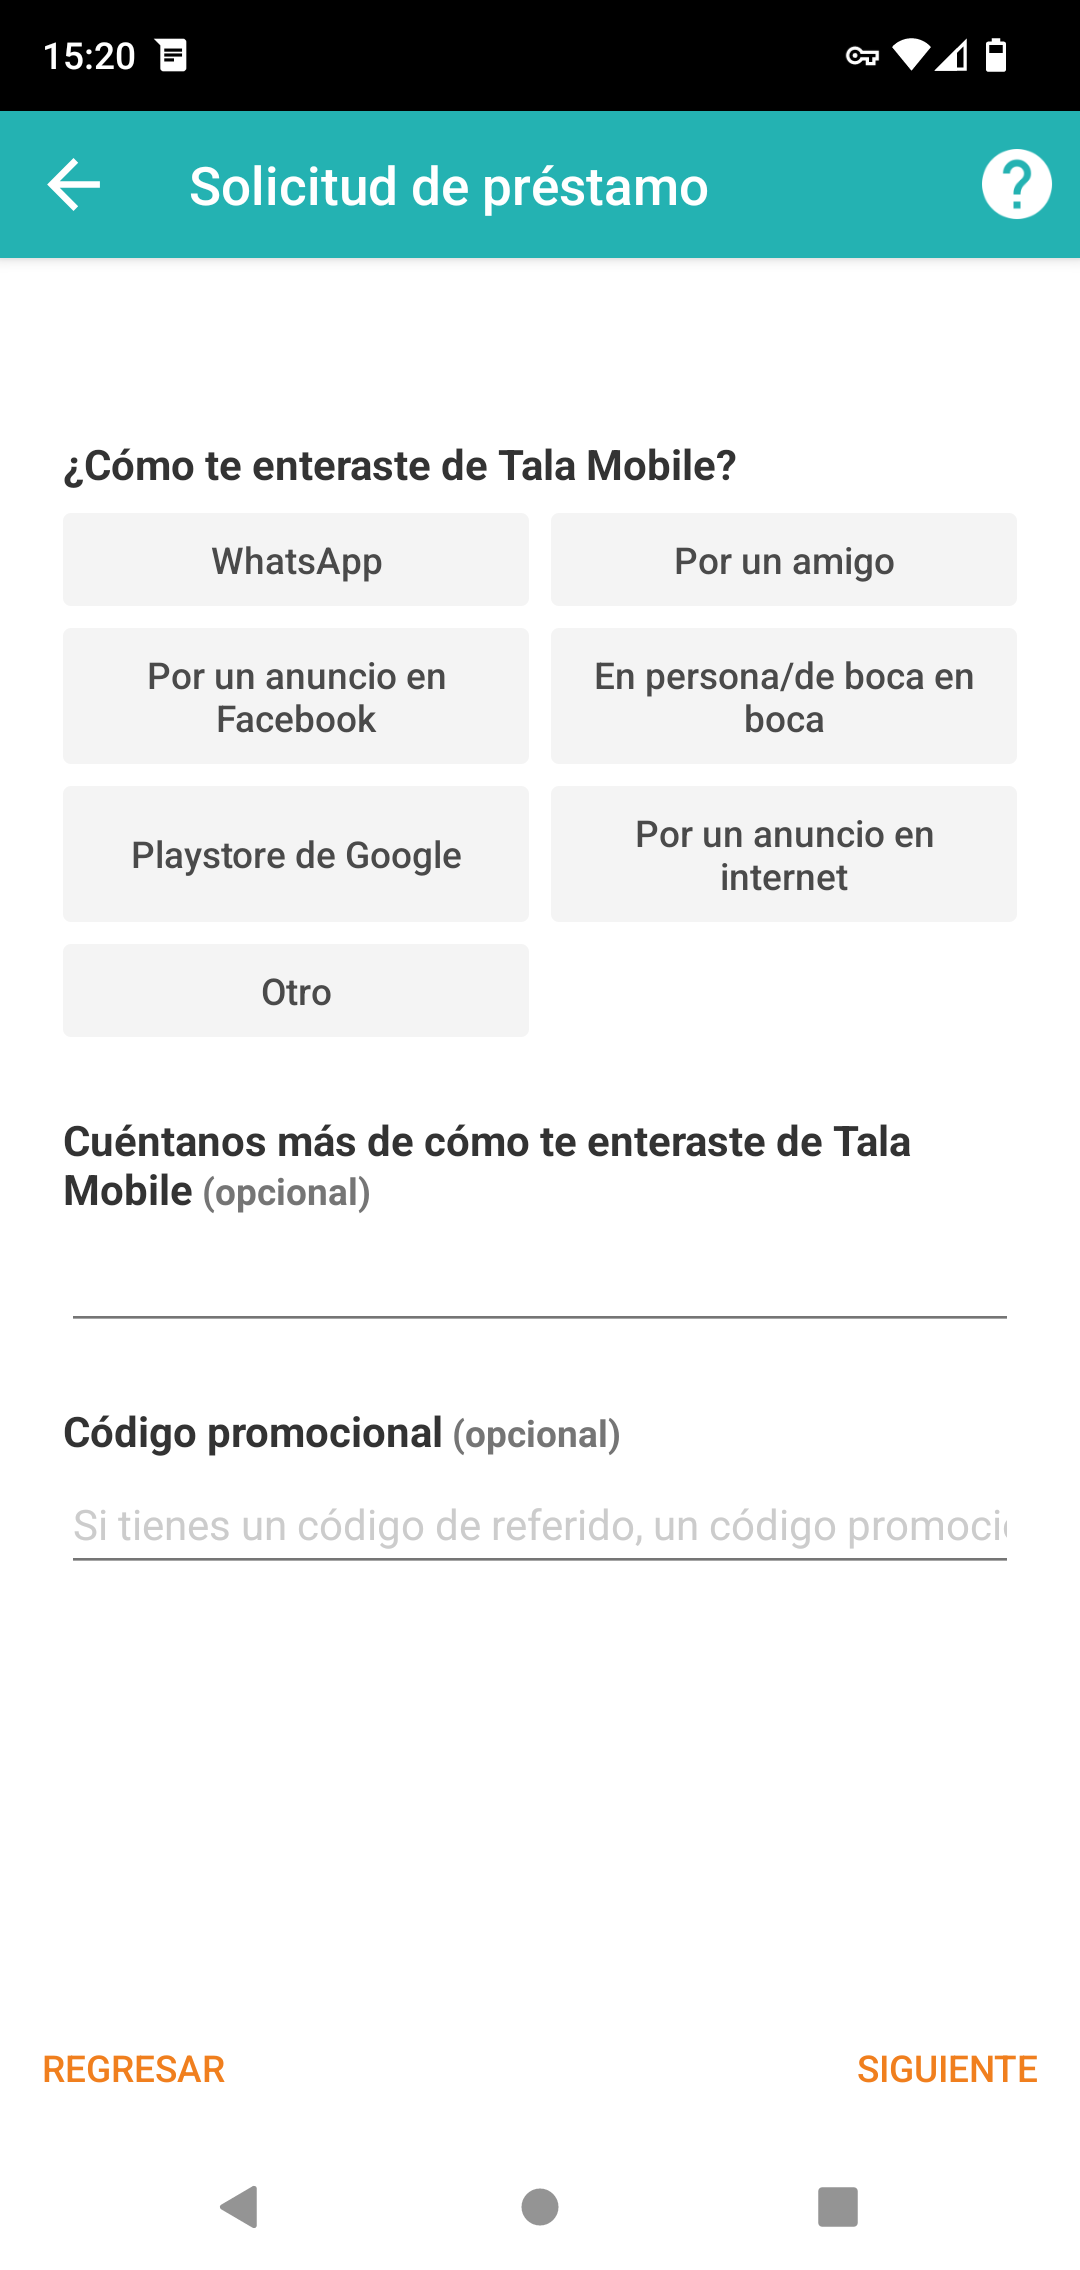 15:20
Solicitud de préstamo
¿Cómo te enteraste de Tala Mobile?
WhatsApp
Por un amigo
Por un anuncio en
Facebook
En persona/de boca en
boca
Playstore de Google
Por un anuncio en
internet
Otro
Cuéntanos más de cómo te enteraste de Tala
Mobile (opcional)
Código promocional (opcional)
Si tienes un código de referido, un código
REGRESAR
SIGUIENTE